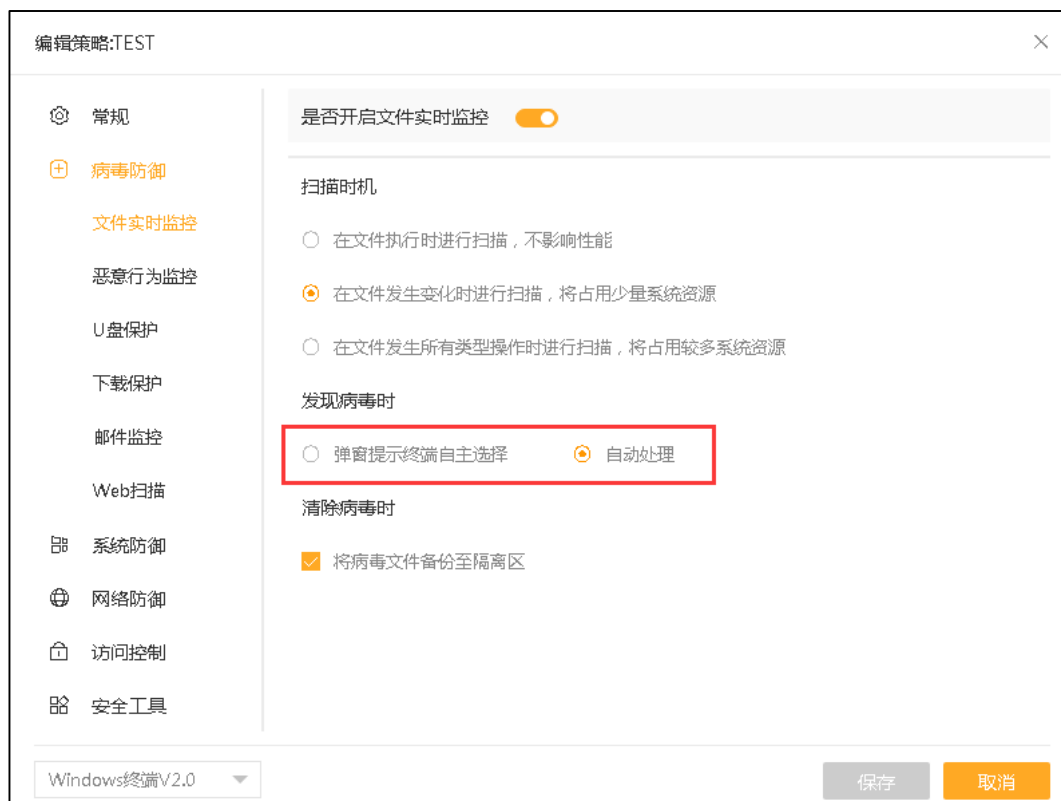 编辑策略:TEST
常规
病毒防御
文件实时监控
恶意行为监控
U盘保护
下载保护
邮件监控
Web扫描
系统防御
网络防御
访问控制
安全工具
是否开启文件实时监控
扫描时机
在文件执行时进行扫描，不影响性能
在文件发生变化时进行扫描，将占用少量系统资源
在文件发生所有类型操作时进行扫描，将占用较多系统资源
发现病毒时
弹窗提示终端自主选择 自动处理
清除病毒时
将病毒文件备份至隔离区
Windows终端V2.0
保存 取消